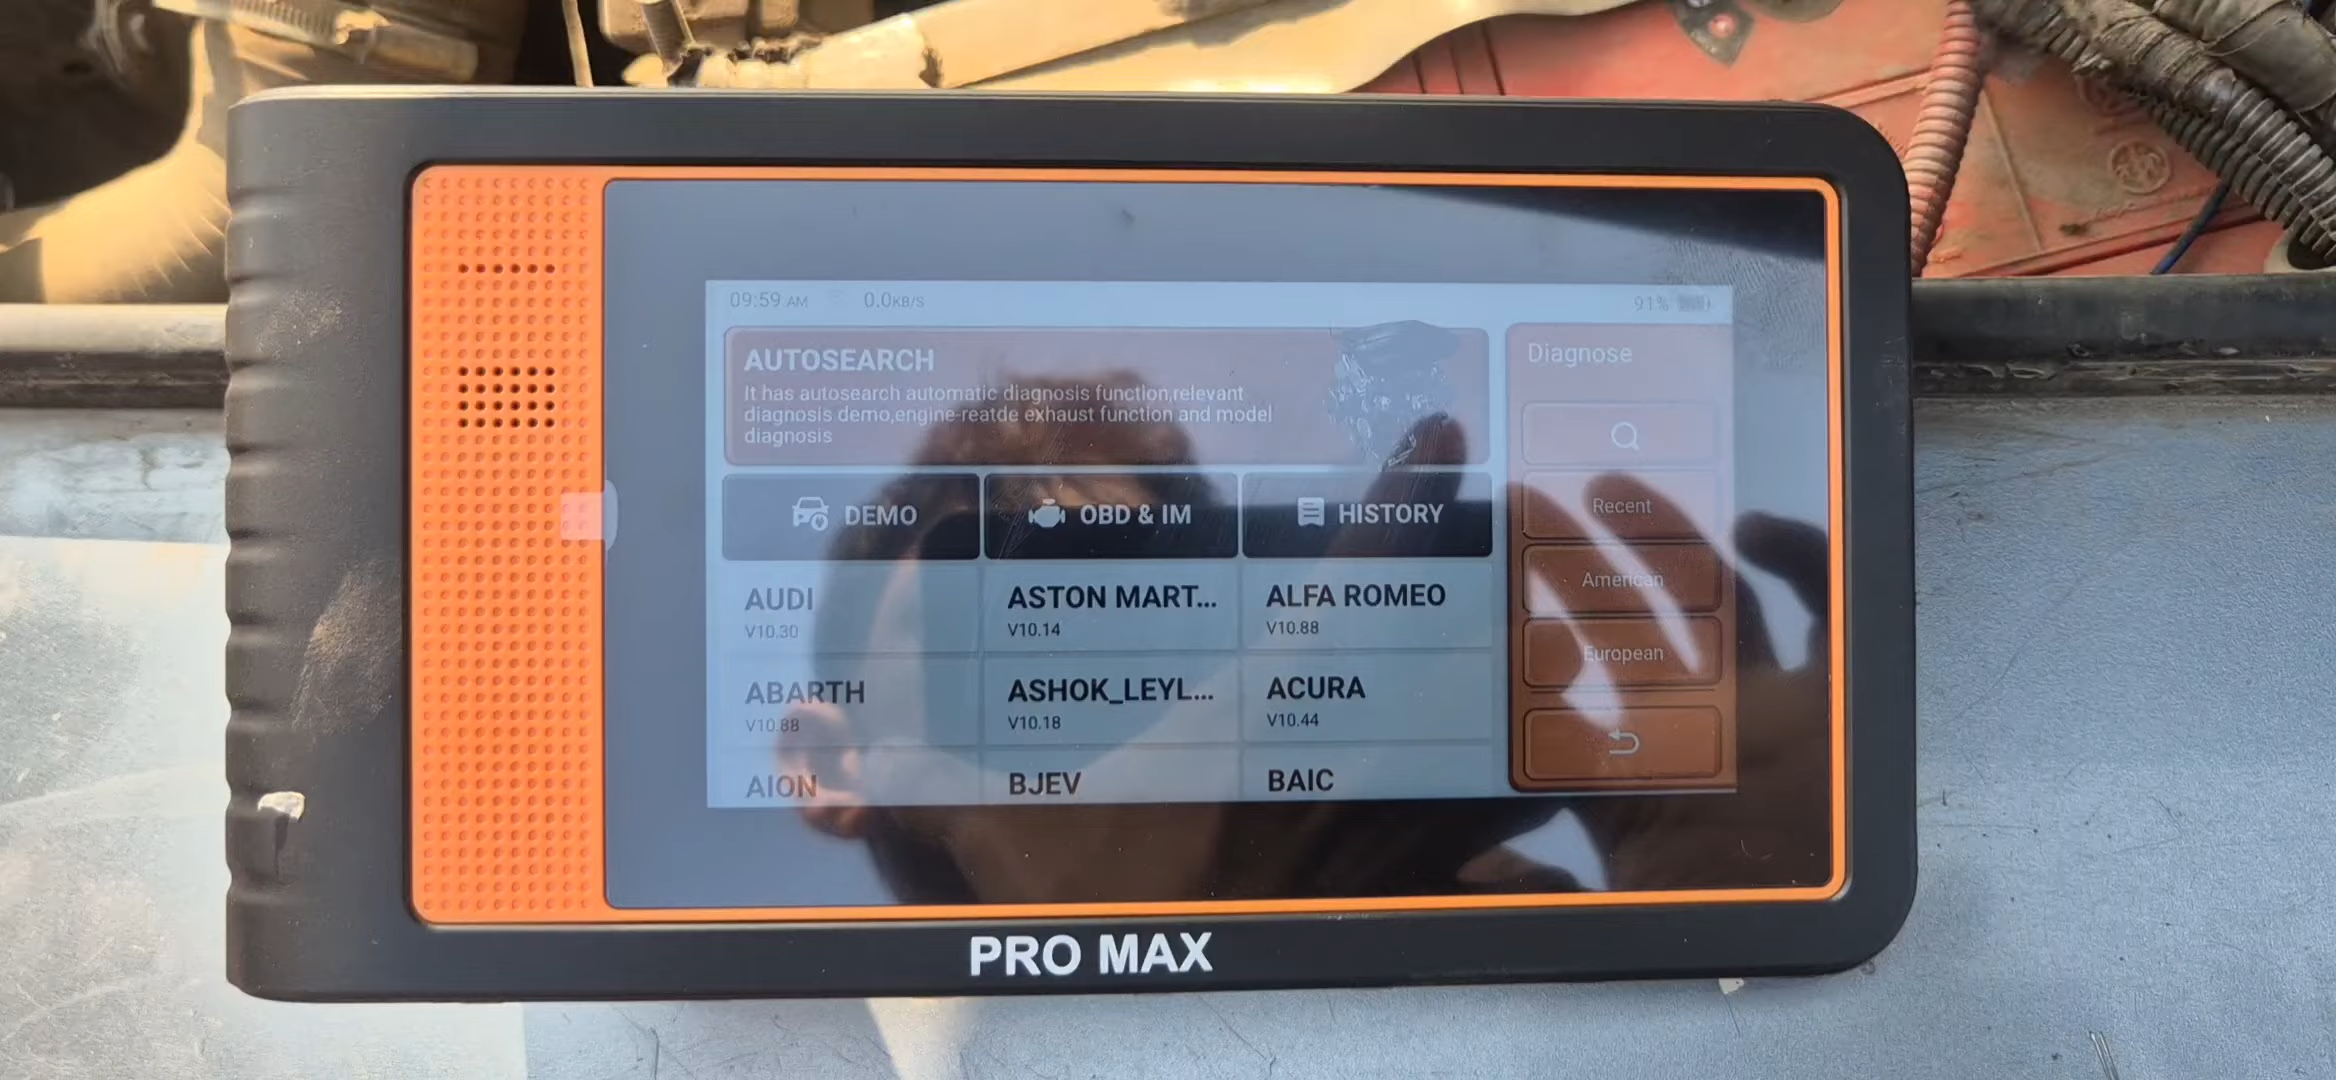 09:59 AM 0.0KB/S 91%
AUTOSEARCH
It has autosearch automatic diagnosis function,relevant
diagnosis demo,engine-reatde exhaust function and model
diagnosis
Diagnose
DEMO OBD & IM HISTORY
Recent
American
European
AUDI ASTON MART... ALFA ROMEO
V10.30 V10.14 V10.88
ABARTH ASHOK_LEYL... ACURA
V10.88 V10.18 V10.44
AION BJEV BAIC
PRO MAX